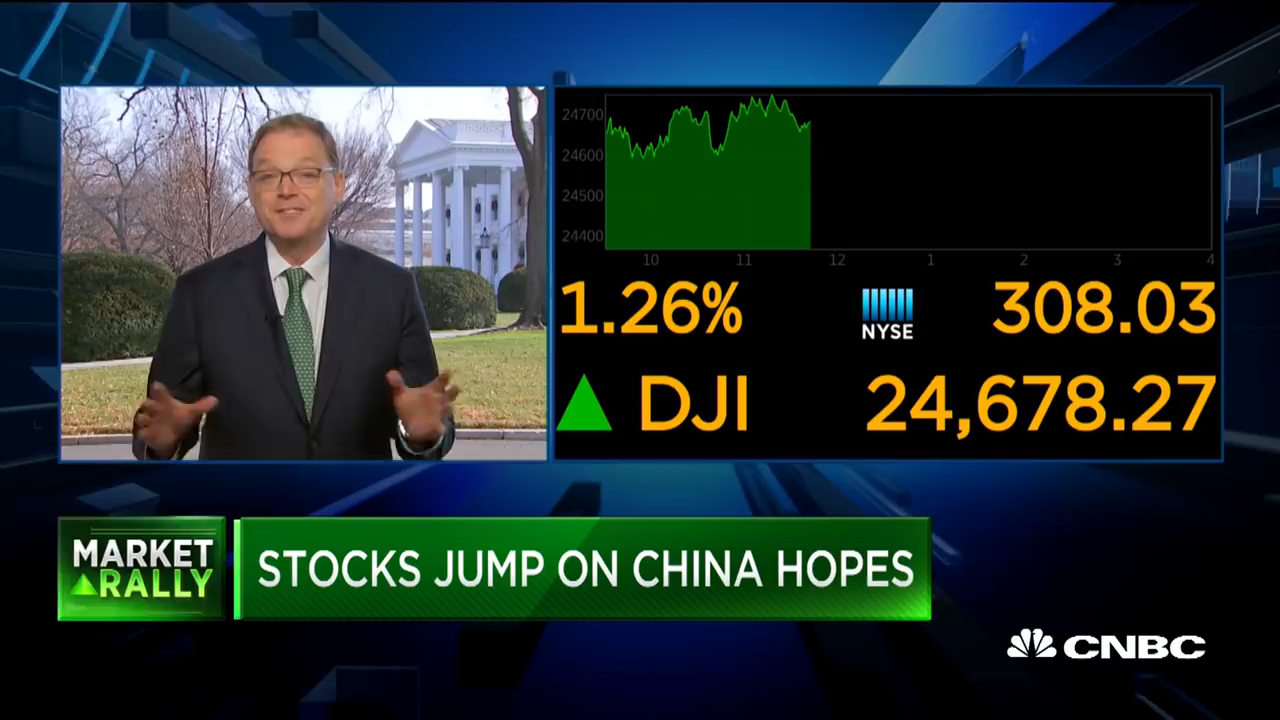 24700
24600
24500
24400
10 11 12 1 2 3 4
1.26% NYSE 308.03
▲ DJI 24,678.27
MARKET
▲RALLY
STOCKS JUMP ON CHINA HOPES
CNBC